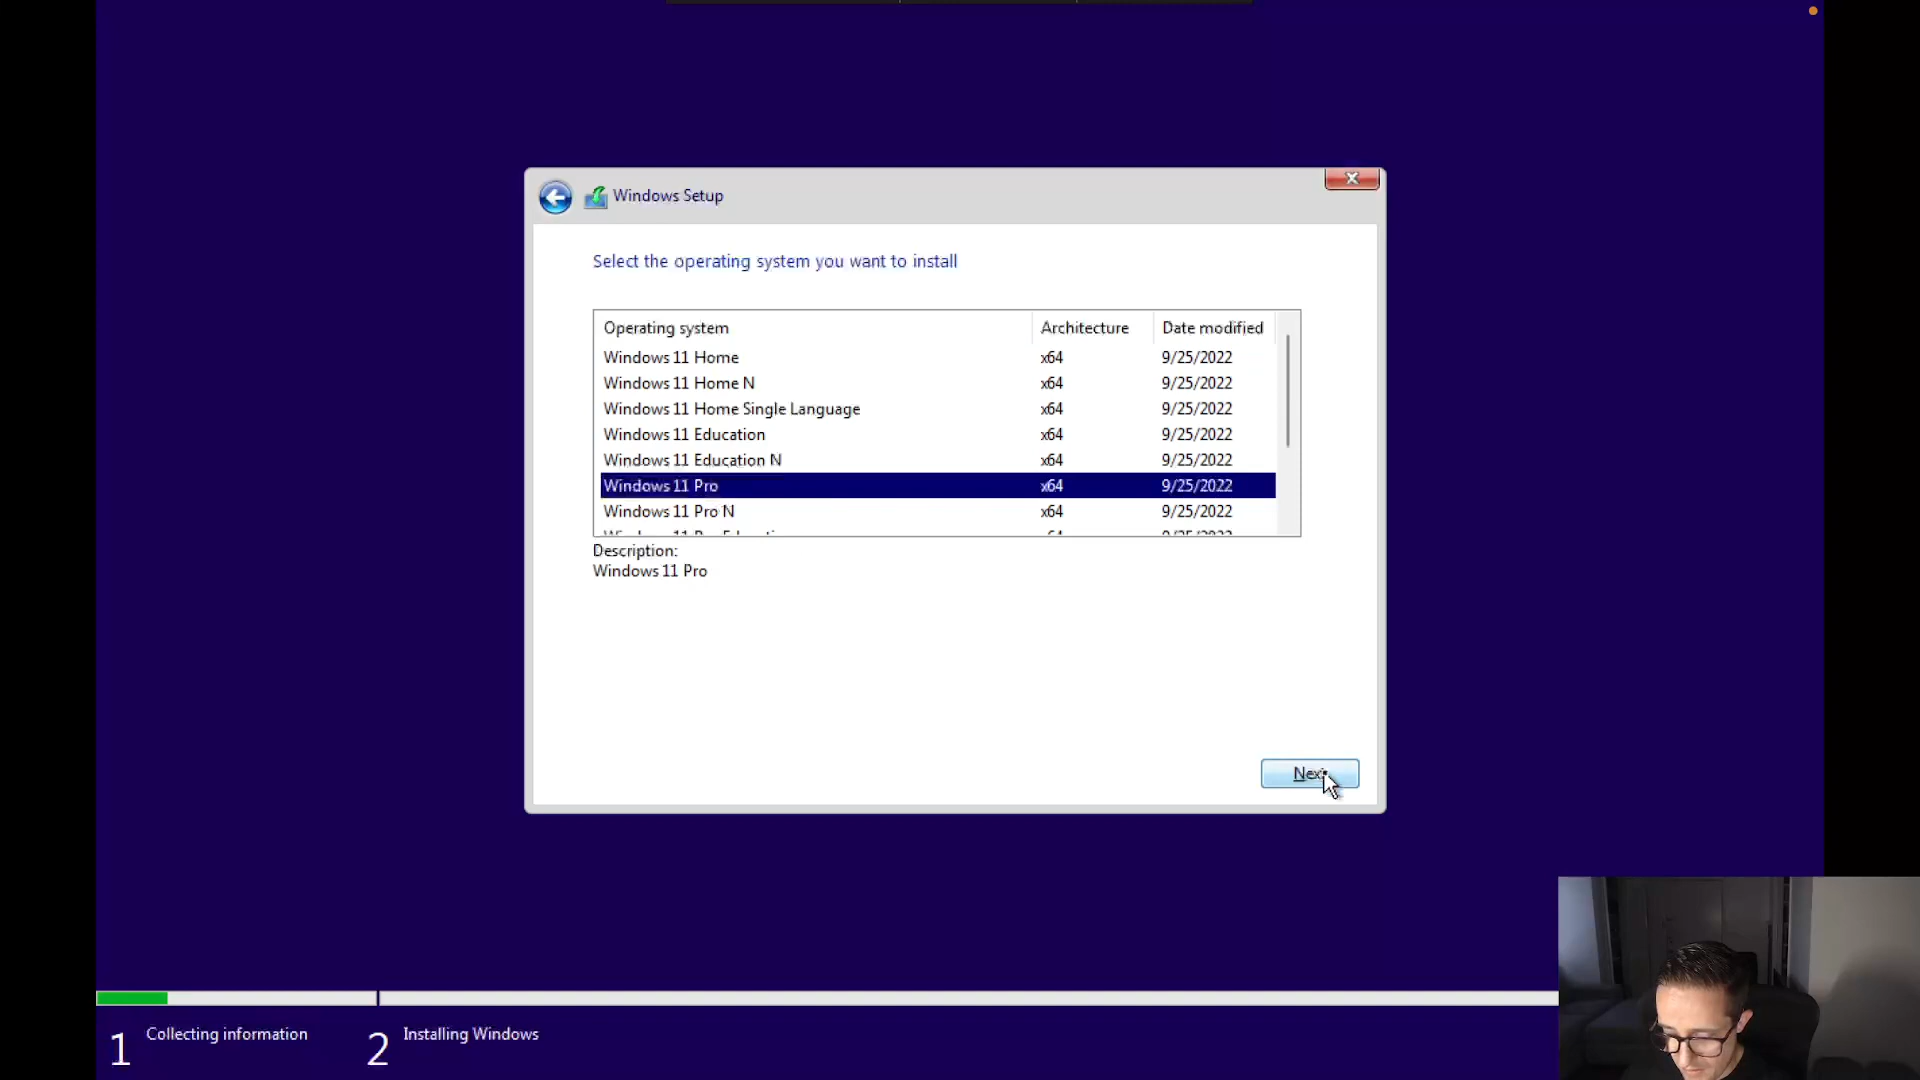 Windows Setup
Select the operating system you want to install
Operating system Architecture Date modified
Windows 11 Home x64 9/25/2022
Windows 11 Home N x64 9/25/2022
Windows 11 Home Single Language x64 9/25/2022
Windows 11 Education x64 9/25/2022
Windows 11 Education N x64 9/25/2022
Windows 11 Pro x64 9/25/2022
Windows 11 Pro N x64 9/25/2022
Description:
Windows 11 Pro
Next
1 Collecting information 2 Installing Windows